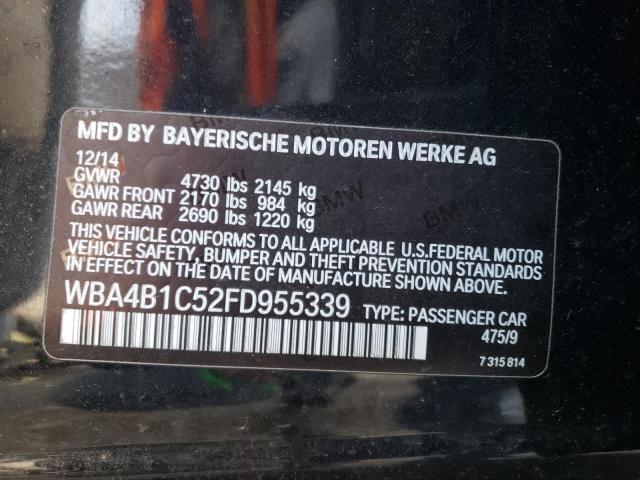 MFD BY BAYERISCHE MOTOREN WERKE AG
12/14
GVWR 4730 lbs 2145 kg
GAWR FRONT 2170 lbs 984 kg
GAWR REAR 2690 lbs 1220 kg
THIS VEHICLE CONFORMS TO ALL APPLICABLE U.S.FEDERAL MOTOR
VEHICLE SAFETY, BUMPER AND THEFT PREVENTION STANDARDS
IN EFFECT ON THE DATE OF MANUFACTURE SHOWN ABOVE.
WBA4B1C52FD955339 TYPE: PASSENGER CAR
475/9
7 315 814
BMW
BMW
BMW